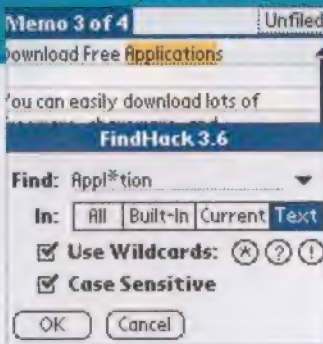 Memo 3 of 4 Unfiled
Download Free Applications
You can easily download lots of
FindHack 3.6
Find: Appl*tion
In: All Built-In Current Text
Use Wildcards: * ? !
Case Sensitive
OK Cancel